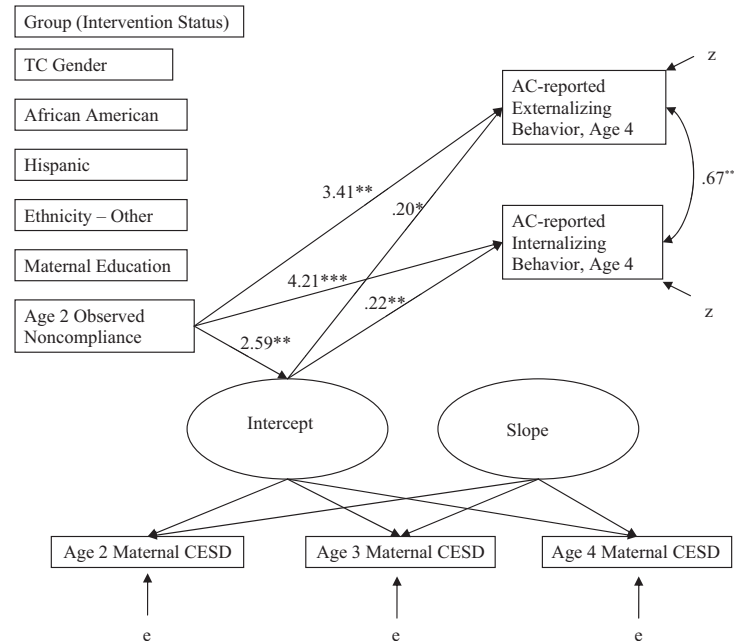 Group (Intervention Status)
TC Gender
African American
Hispanic
Ethnicity – Other
Maternal Education
Age 2 Observed
Noncompliance
z
AC-reported
Externalizing
Behavior, Age 4
.67**
AC-reported
Internalizing
Behavior, Age 4
z
3.41**
.20*
4.21***
.22**
2.59**
Intercept
Slope
Age 2 Maternal CESD
Age 3 Maternal CESD
Age 4 Maternal CESD
e
e
e